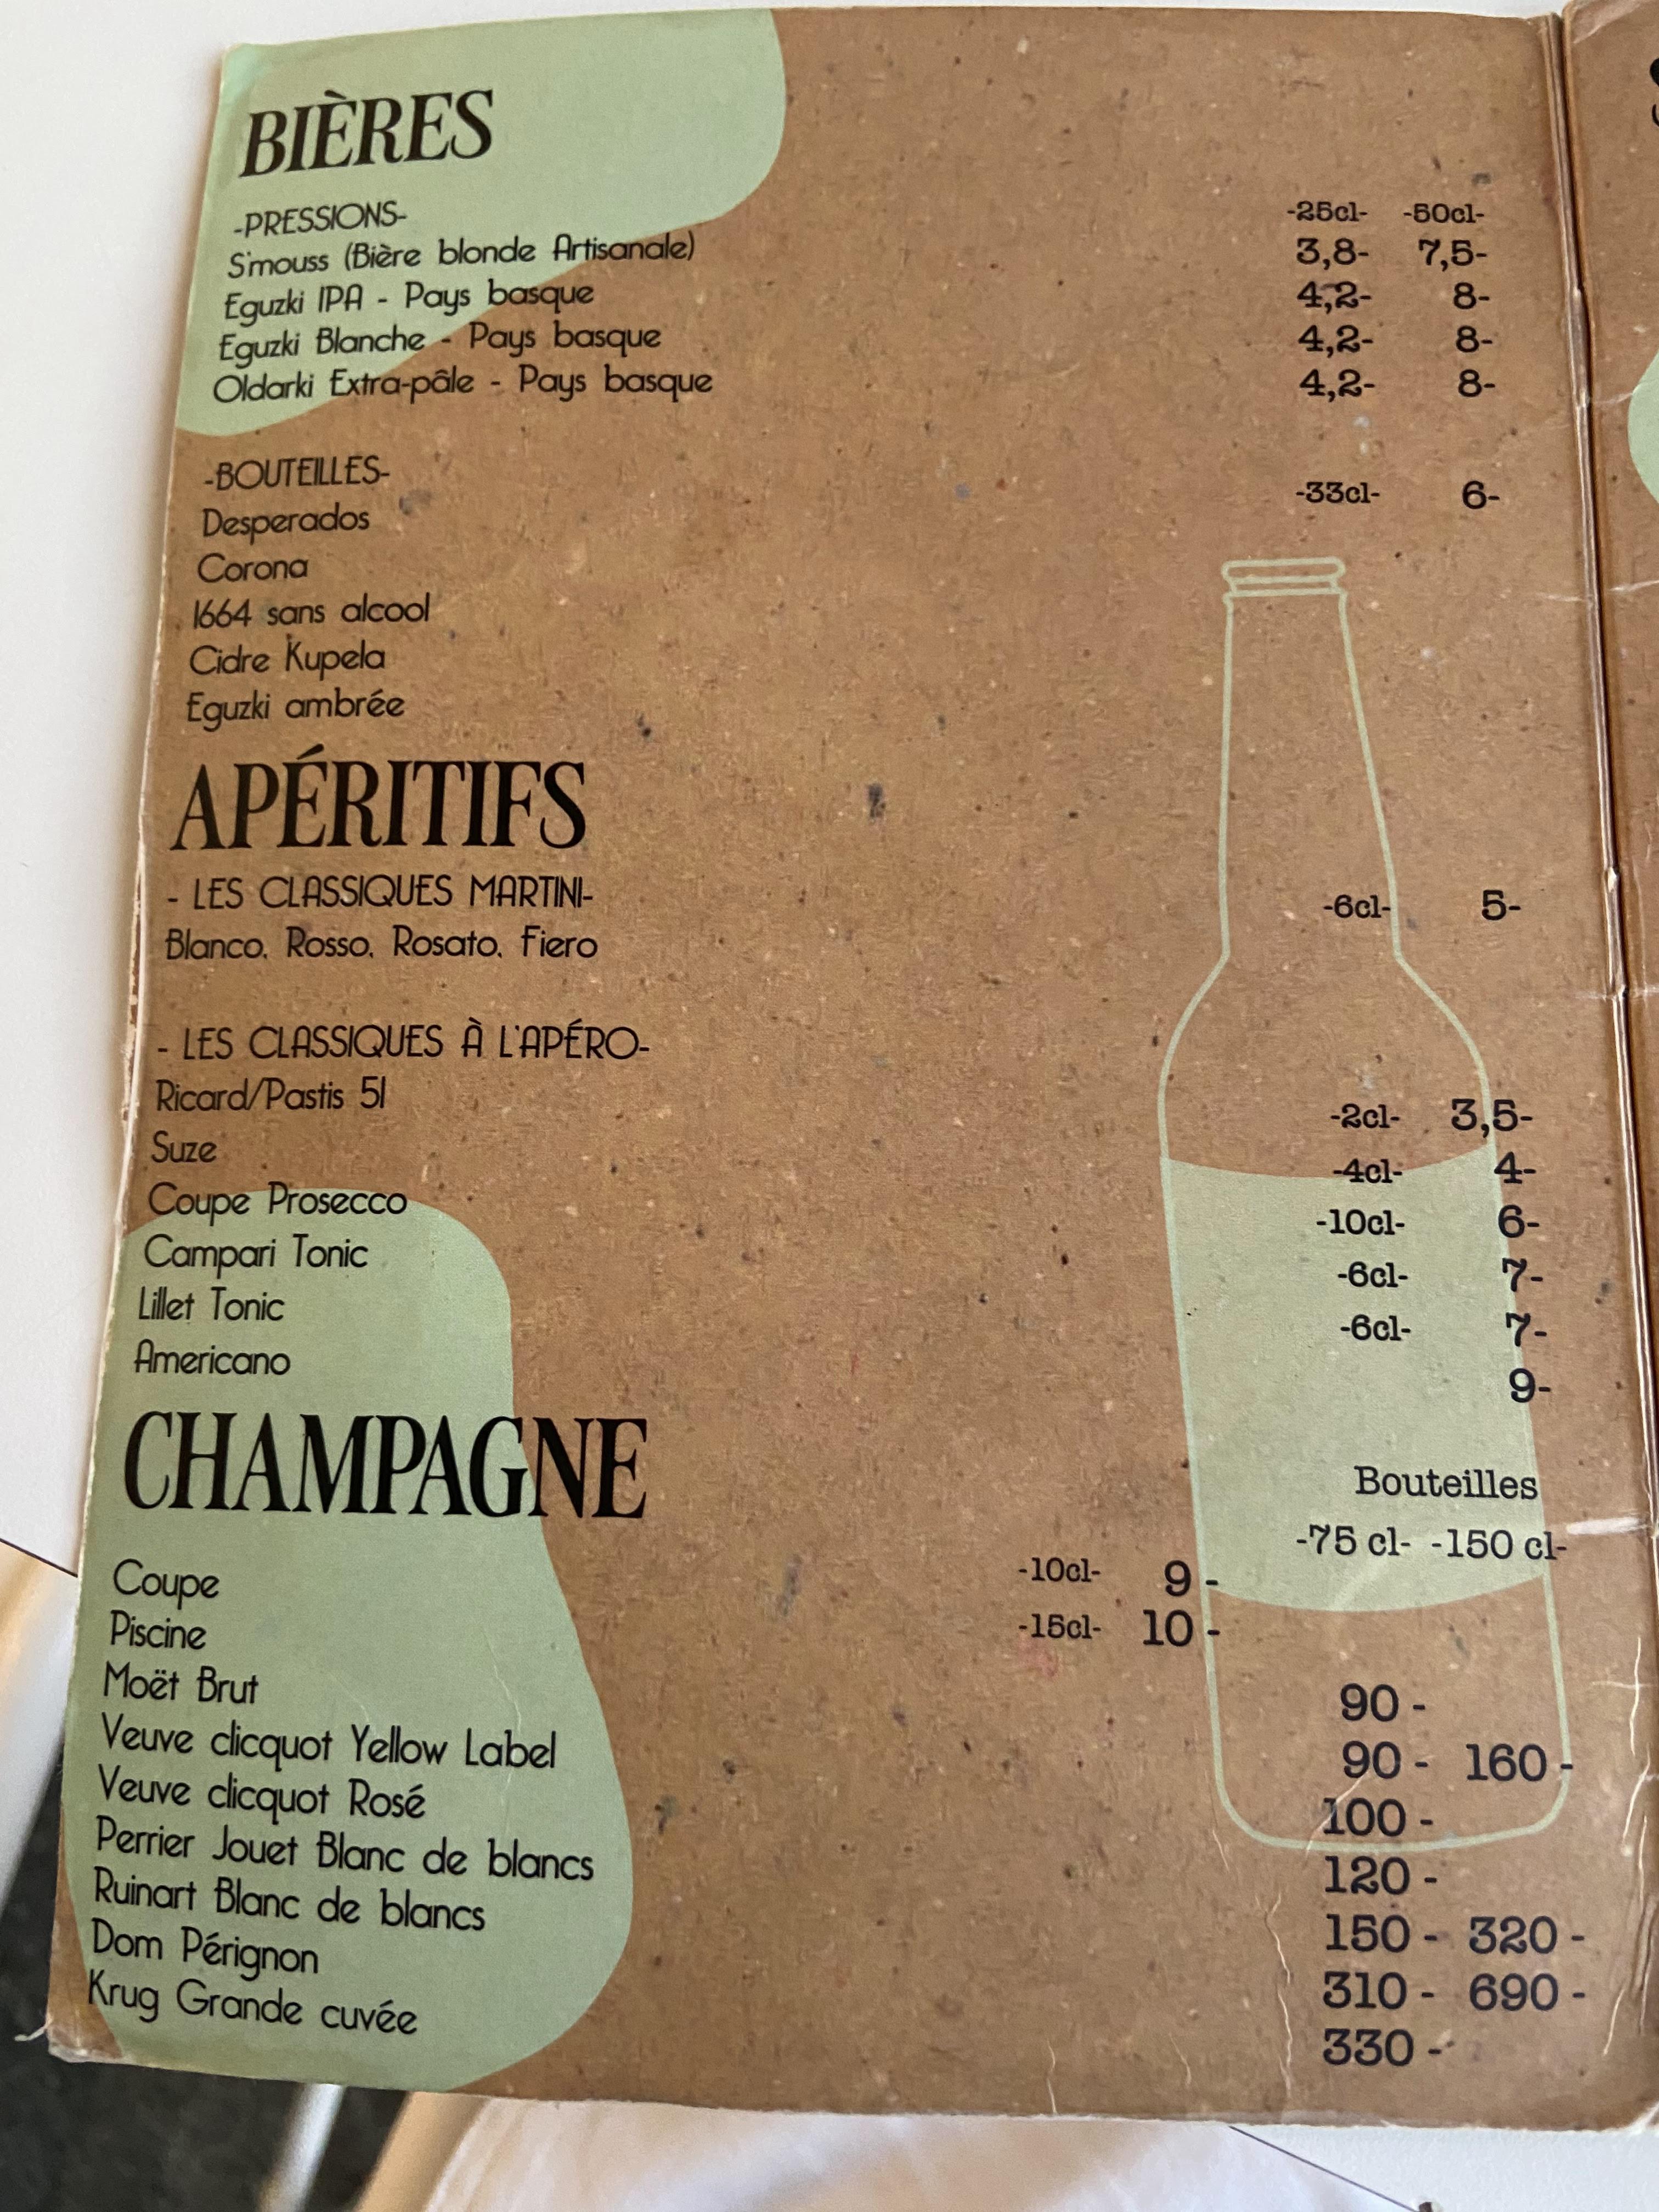 BIÈRES
-PRESSIONS- -25cl- -50cl-
S'mouss (Bière blonde Artisanale) 3,8- 7,5-
Eguzki IPA - Pays basque 4,2- 8-
Eguzki Blanche - Pays basque 4,2- 8-
Oldarki Extra-pâle - Pays basque 4,2- 8-
-BOUTEILLES- -33cl- 6-
Desperados
Corona
1664 sans alcool
Cidre Kupela
Eguzki ambrée
APÉRITIFS
- LES CLASSIQUES MARTINI- -6cl- 5-
Blanco, Rosso, Rosato, Fiero
- LES CLASSIQUES À L'APÉRO-
Ricard/Pastis 51 -2cl- 3,5-
Suze -4cl- 4-
Coupe Prosecco -10cl- 6-
Campari Tonic -6cl- 7-
Lillet Tonic -6cl- 7-
Americano 9-
CHAMPAGNE
Bouteilles
-75 cl- -150 cl-
Coupe -10cl- 9 -
Piscine -15cl- 10 -
Moët Brut 90 -
Veuve clicquot Yellow Label 90 - 160 -
Veuve clicquot Rosé 100 -
Perrier Jouet Blanc de blancs 120 -
Ruinart Blanc de blancs 150 - 320 -
Dom Pérignon 310 - 690 -
Krug Grande cuvée 330 -